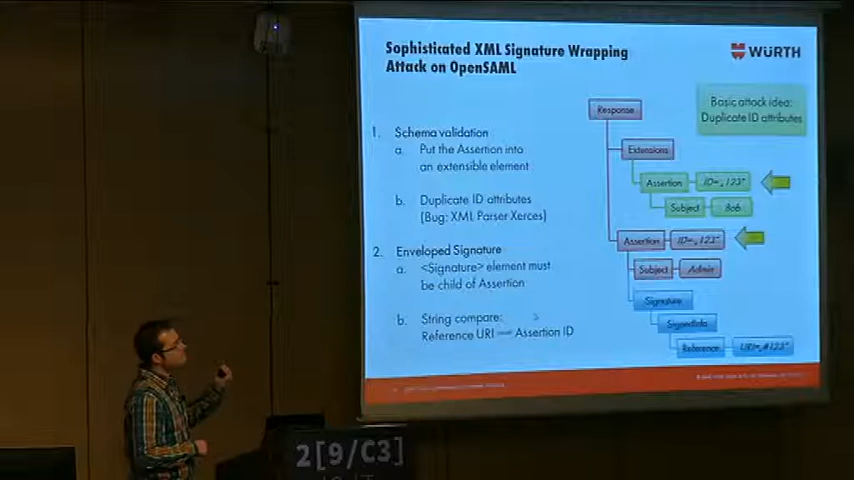 Sophisticated XML Signature Wrapping
Attack on OpenSAML
WÜRTH
Basic attack idea:
Duplicate ID attributes
1. Schema validation
a. Put the Assertion into
an extensible element
b. Duplicate ID attributes
(Bug: XML Parser Xerces)
2. Enveloped Signature
a. <Signature> element must
be child of Assertion
b. String compare:
Reference URI == Assertion ID
Response
Extensions
Assertion ID=„123"
Subject Bob
Assertion ID=„123"
Subject Admin
Signature
SignedInfo
Reference URI=„#123"
2[9/C3]